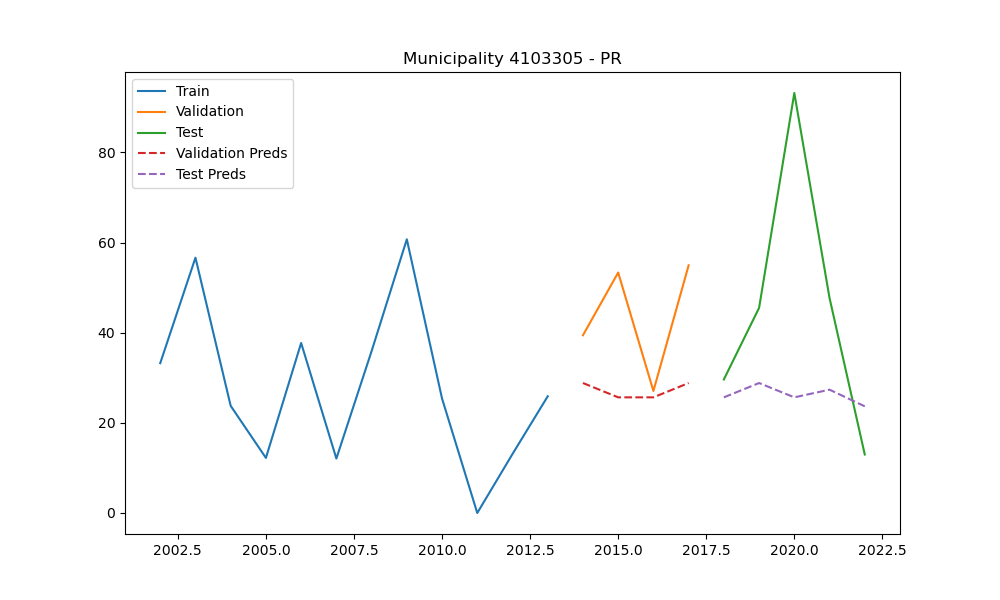 Municipality 4103305 - PR
Train
Validation
Test
Validation Preds
Test Preds
80
60
40
20
0
2002.5 2005.0 2007.5 2010.0 2012.5 2015.0 2017.5 2020.0 2022.5